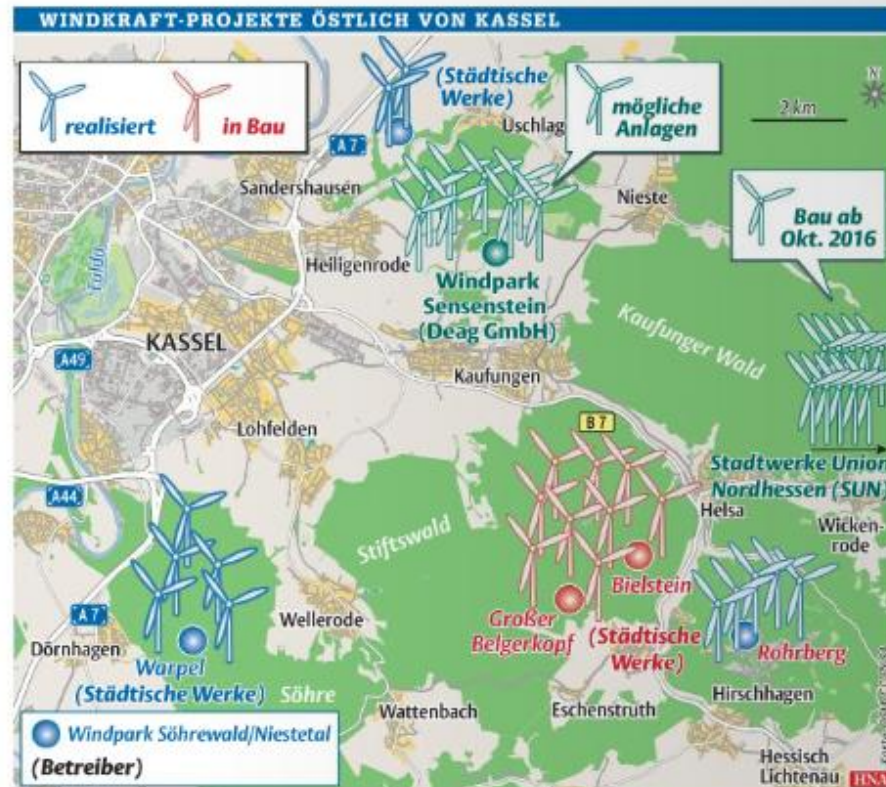 WINDKRAFT-PROJEKTE ÖSTLICH VON KASSEL
realisiert
in Bau
(Städtische
Werke)
mögliche
Anlagen
N
2 km
A 7
Uschlag
Sandershausen
Nieste
Bau ab
Okt. 2016
Heiligenrode
Fulda
Windpark
Sensenstein
(Deag GmbH)
Kaufunger Wald
KASSEL
A49
Kaufungen
Lohfelden
B 7
Stadtwerke Union
Nordhessen (SUN)
A44
Helsa
Wicken-
rode
Stiftswald
Bielstein
Wellerode
Großer
Belgerkopf
(Städtische
Werke)
Rohrberg
A 7
Dörnhagen
Warpel
(Städtische Werke)
Söhre
Wattenbach
Eschenstruth
Hirschhagen
Windpark Söhrewald/Niestetal
(Betreiber)
Hessisch
Lichtenau
HNA